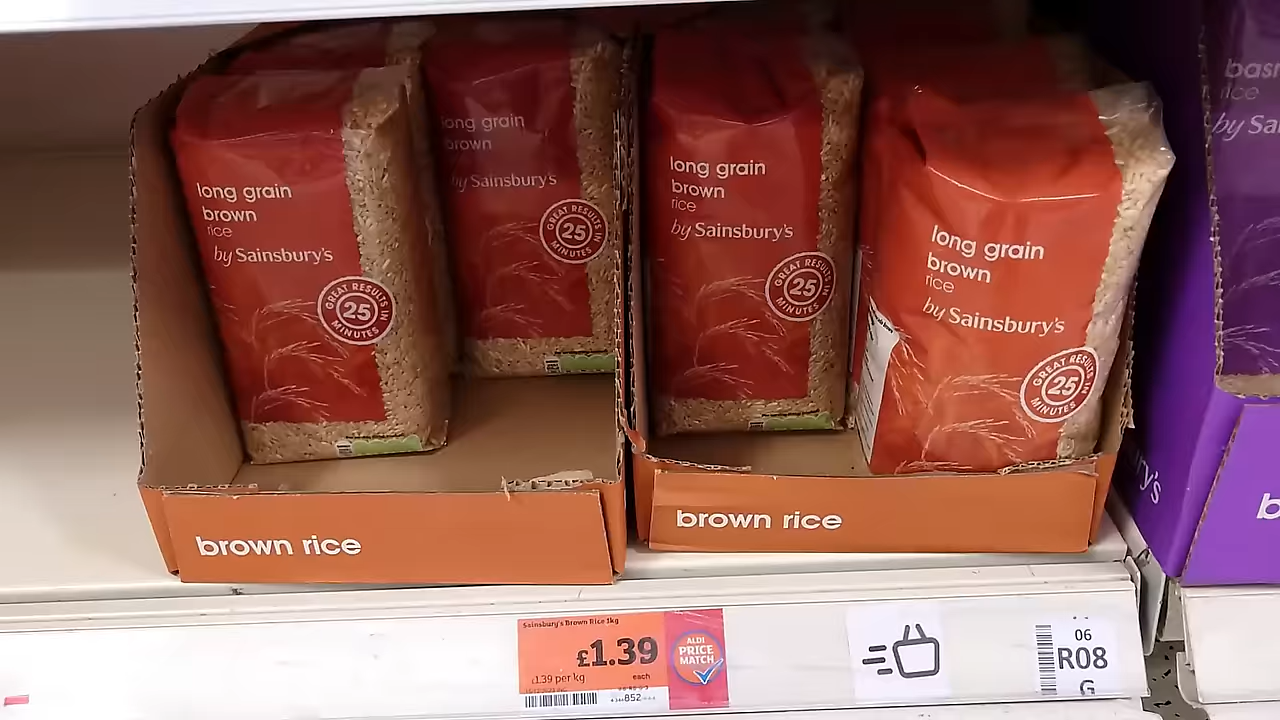 long grain
brown
rice
by Sainsbury's
GREAT RESULTS IN
25
MINUTES
long grain
brown
by Sainsbury's
GREAT RESULTS IN
25
MINUTES
long grain
brown
rice
by Sainsbury's
GREAT RESULTS IN
25
MINUTES
long grain
brown
rice
by Sainsbury's
GREAT RESULTS IN
25
MINUTES
rice
by Sa
brown rice
brown rice
ry's
b
Sainsbury's Brown Rice 1kg
£1.39
£1.39 per kg
each
852
ALDI
PRICE
MATCH
06
R08
G